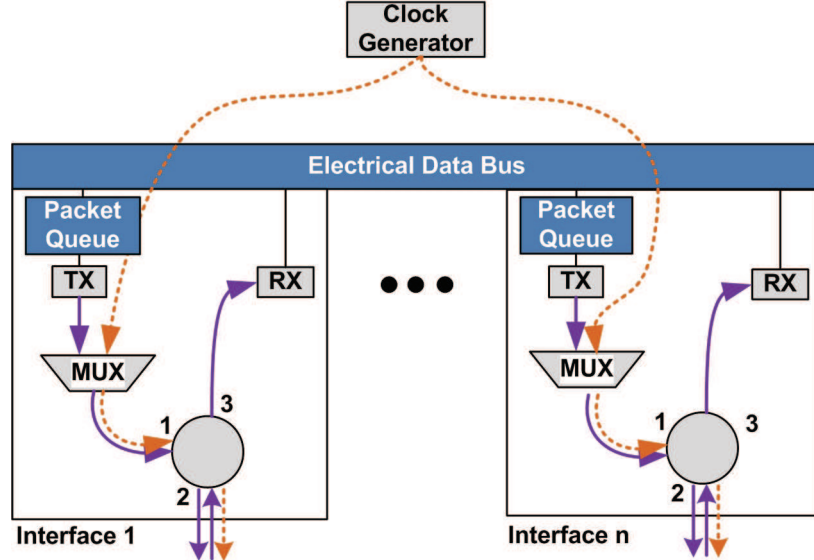 Clock
Generator
Electrical Data Bus
Packet
Queue
TX
RX
MUX
1
3
2
Interface 1
Packet
Queue
TX
RX
MUX
1
3
2
Interface n